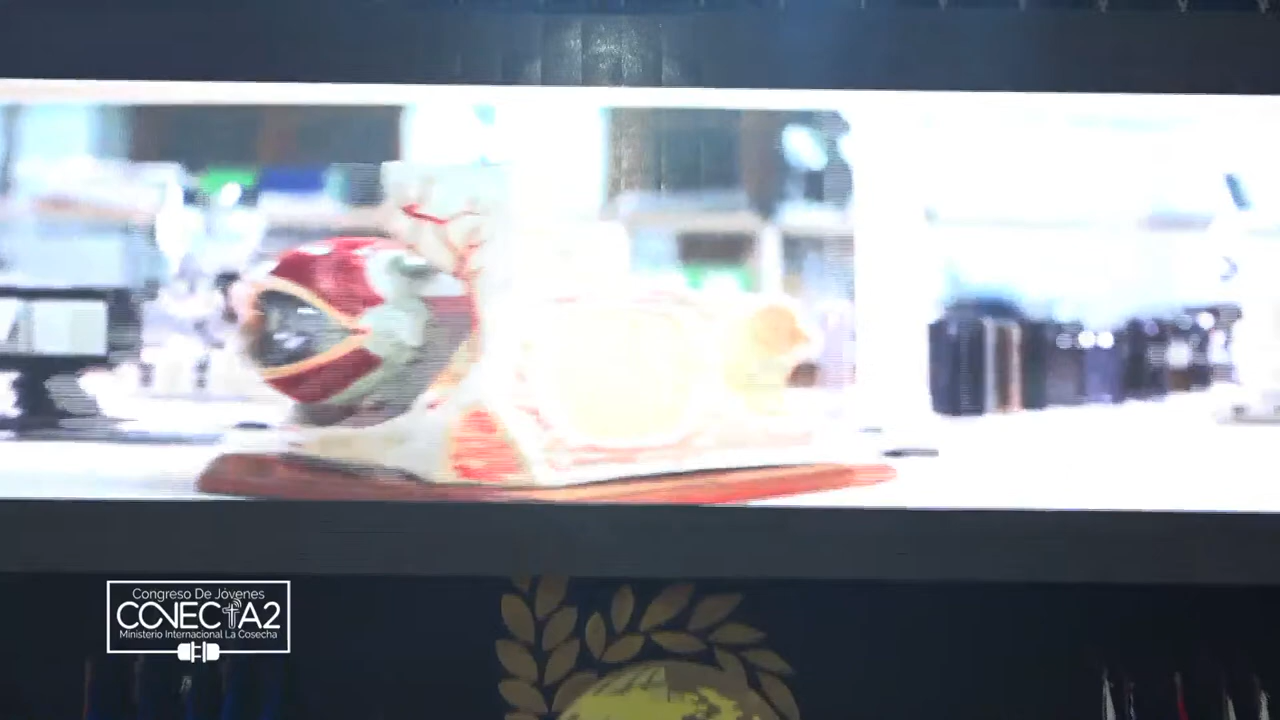 Congreso De Jóvenes
CONECTA2
Ministerio Internacional La Cosecha